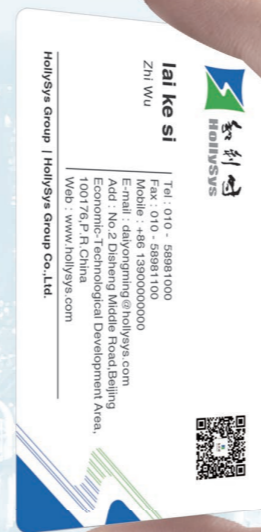 和利时
HollySys
lai ke si
Zhi Wu
Tel : 010 - 58981000
Fax : 010 - 58981100
Mobile : +86 13900000000
E-mail : daiyongming@hollysys.com
Add : No.2 Disheng Middle Road,Beijing
Economic-Technological Development Area,
100176,P.R.China
Web : www.hollysys.com
HollySys Group | HollySys Group Co.,Ltd.